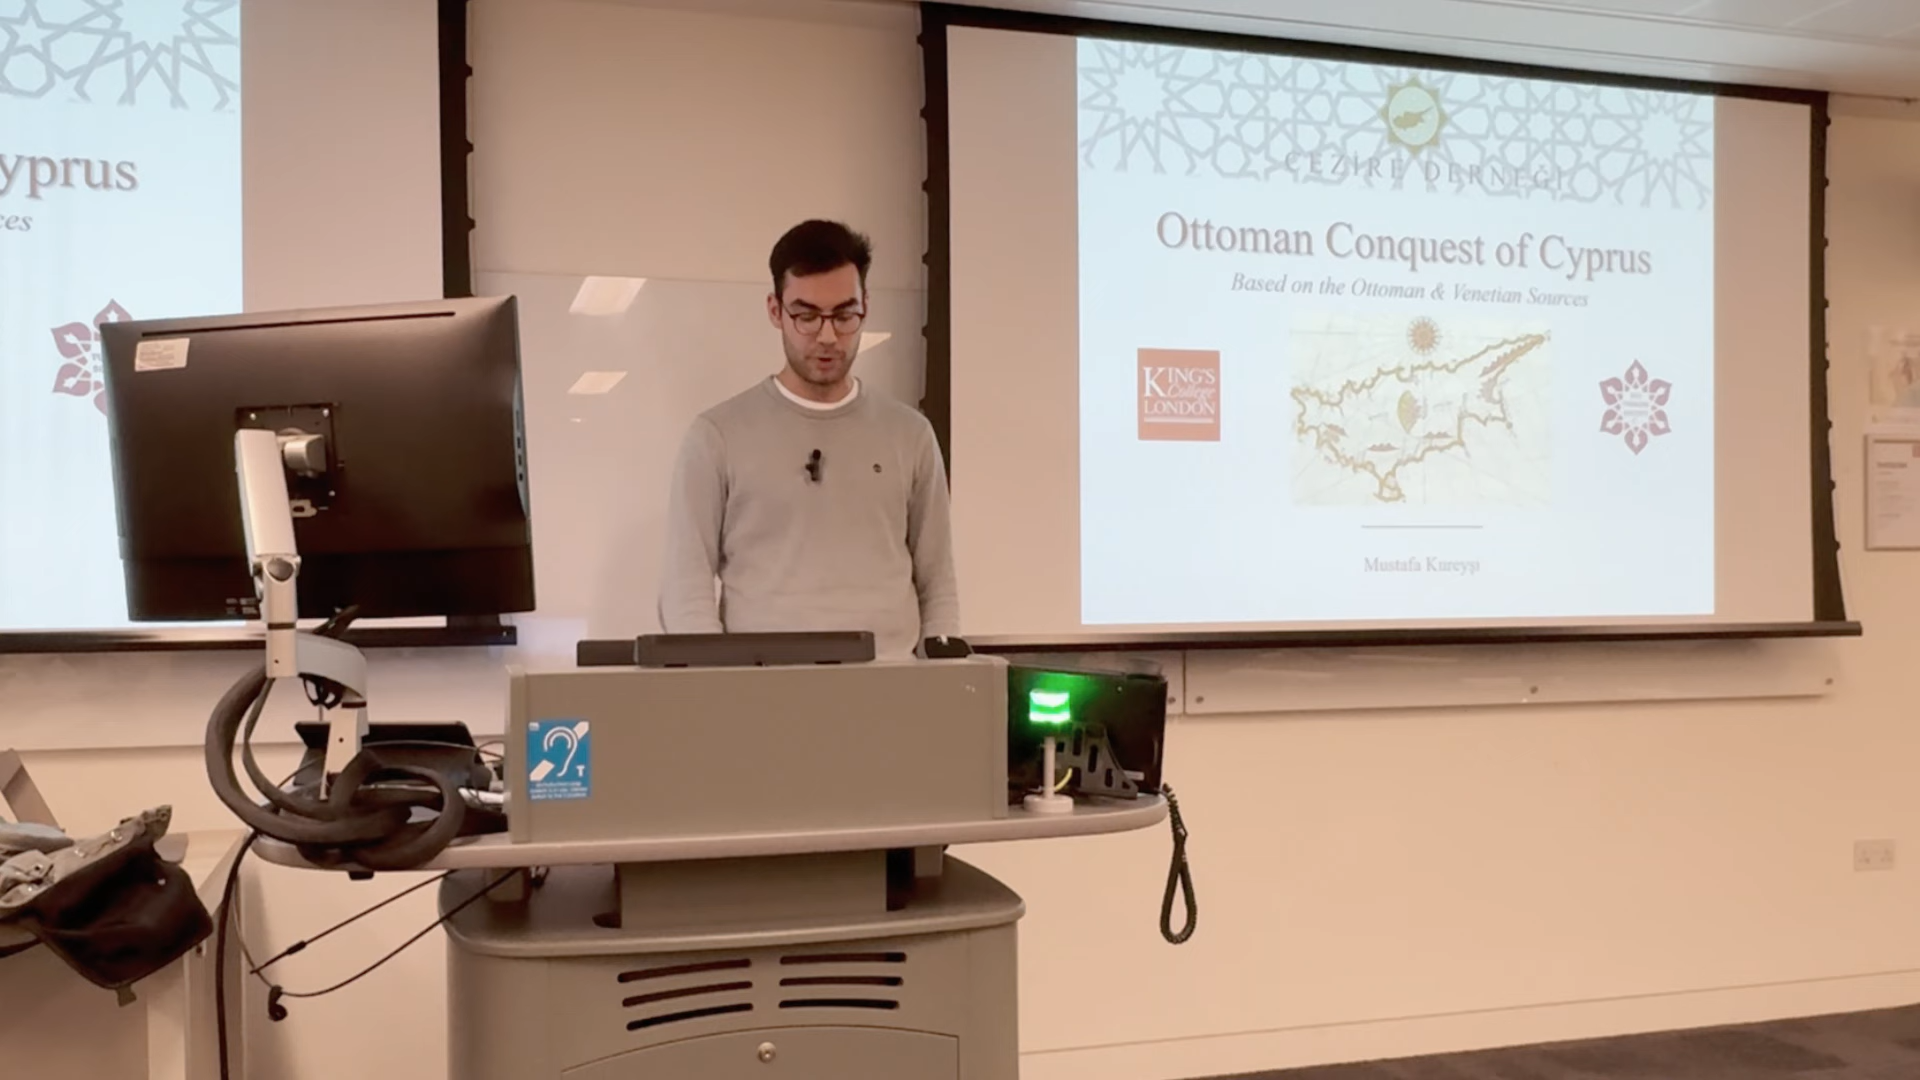 yprus
ces
CEZİRE DERNEĞİ
Ottoman Conquest of Cyprus
Based on the Ottoman & Venetian Sources
KING'S
College
LONDON
Mustafa Kureyşi
T